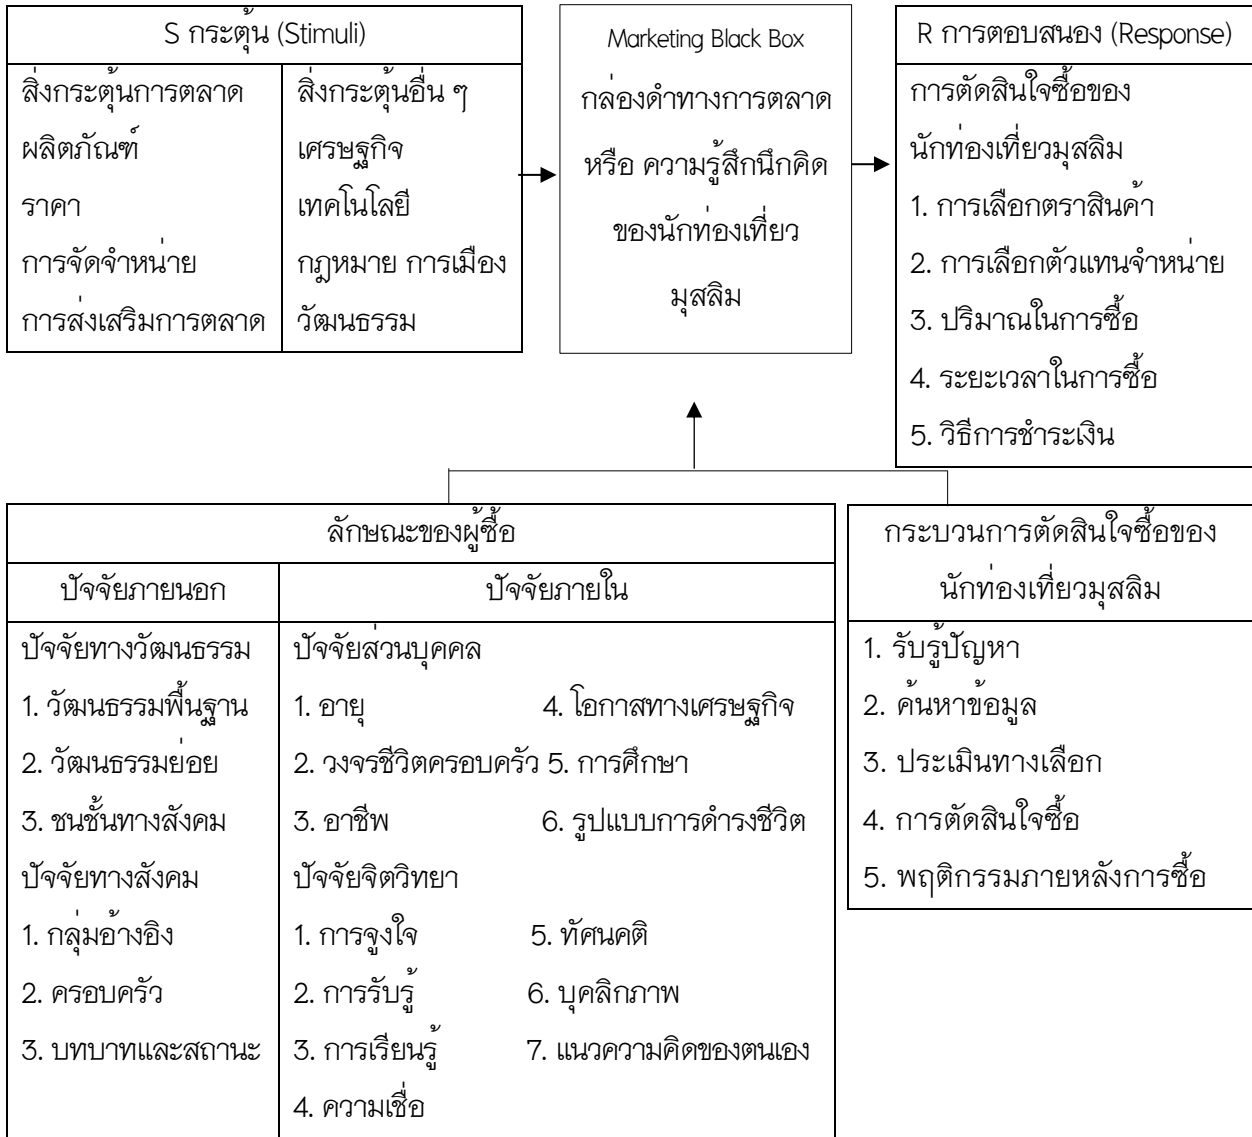 S กระตุ้น (Stimuli)
สิ่งกระตุ้นการตลาด
ผลิตภัณฑ์
ราคา
การจัดจำหน่าย
การส่งเสริมการตลาด
สิ่งกระตุ้นอื่น ๆ
เศรษฐกิจ
เทคโนโลยี
กฎหมาย การเมือง
วัฒนธรรม
Marketing Black Box
กล่องดำทางการตลาด
หรือ ความรู้สึกนึกคิด
ของนักท่องเที่ยว
มุสลิม
R การตอบสนอง (Response)
การตัดสินใจซื้อของ
นักท่องเที่ยวมุสลิม
1. การเลือกตราสินค้า
2. การเลือกตัวแทนจำหน่าย
3. ปริมาณในการซื้อ
4. ระยะเวลาในการซื้อ
5. วิธีการชำระเงิน
ลักษณะของผู้ซื้อ
ปัจจัยภายนอก
ปัจจัยทางวัฒนธรรม
1. วัฒนธรรมพื้นฐาน
2. วัฒนธรรมย่อย
3. ชนชั้นทางสังคม
ปัจจัยทางสังคม
1. กลุ่มอ้างอิง
2. ครอบครัว
3. บทบาทและสถานะ
ปัจจัยภายใน
ปัจจัยส่วนบุคคล
1. อายุ 4. โอกาสทางเศรษฐกิจ
2. วงจรชีวิตครอบครัว 5. การศึกษา
3. อาชีพ 6. รูปแบบการดำรงชีวิต
ปัจจัยจิตวิทยา
1. การจูงใจ 5. ทัศนคติ
2. การรับรู้ 6. บุคลิกภาพ
3. การเรียนรู้ 7. แนวความคิดของตนเอง
4. ความเชื่อ
กระบวนการตัดสินใจซื้อของ
นักท่องเที่ยวมุสลิม
1. รับรู้ปัญหา
2. ค้นหาข้อมูล
3. ประเมินทางเลือก
4. การตัดสินใจซื้อ
5. พฤติกรรมภายหลังการซื้อ